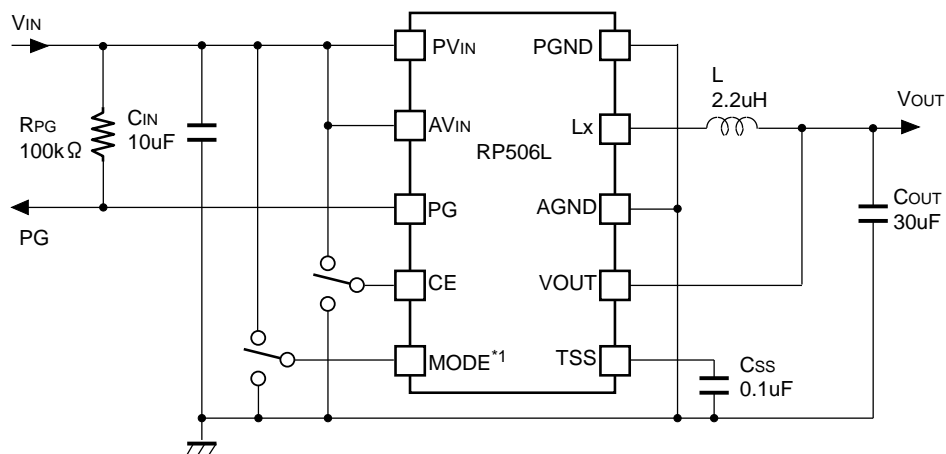 VIN
PVIN
PGND
L
2.2uH
VOUT
RPG
100kΩ
CIN
10uF
AVIN
Lx
RP506L
PG
PG
AGND
COUT
30uF
CE
VOUT
MODE*1
TSS
CSS
0.1uF